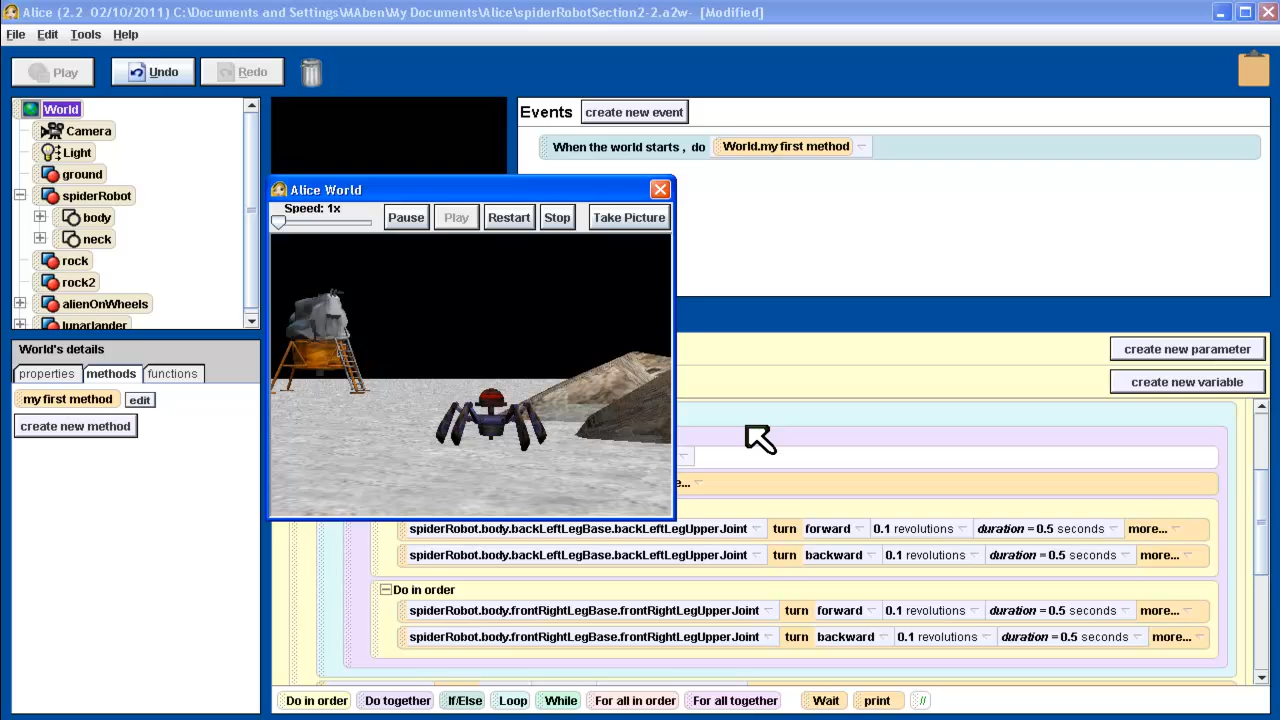 Alice (2.2 02/10/2011) C:\Documents and Settings\MAben\My Documents\Alice\spiderRobotSection2-2.a2w- [Modified]
File Edit Tools Help
Play Undo Redo
World
Camera
Light
ground
spiderRobot
body
neck
rock
rock2
alienOnWheels
lunarlander
Events create new event
When the world starts , do World.my first method
World's details
properties methods functions
my first method edit
create new method
Alice World
Speed: 1x Pause Play Restart Stop Take Picture
create new parameter
create new variable
e...
spiderRobot.body.backLeftLegBase.backLeftLegUpperJoint turn forward 0.1 revolutions duration = 0.5 seconds more...
spiderRobot.body.backLeftLegBase.backLeftLegUpperJoint turn backward 0.1 revolutions duration = 0.5 seconds more...
Do in order
spiderRobot.body.frontRightLegBase.frontRightLegUpperJoint turn forward 0.1 revolutions duration = 0.5 seconds more...
spiderRobot.body.frontRightLegBase.frontRightLegUpperJoint turn backward 0.1 revolutions duration = 0.5 seconds more...
Do in order Do together If/Else Loop While For all in order For all together Wait print //